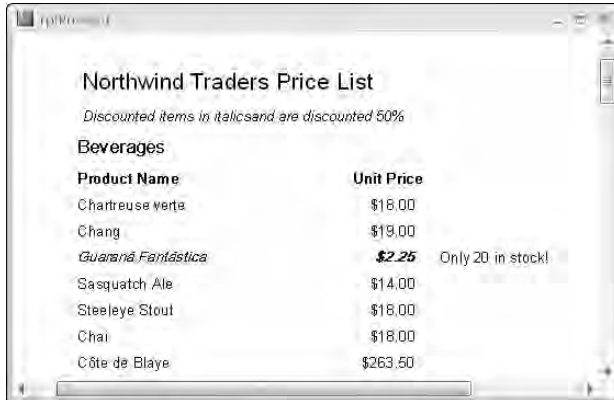 Northwind Traders Price List
Discounted items in italicsand are discounted 50%
Beverages
Product Name Unit Price
Chartreuse verte $18.00
Chang $19.00
Guaraná Fantástica $2.25 Only 20 in stock!
Sasquatch Ale $14.00
Steeleye Stout $18.00
Chai $18.00
Côte de Blaye $263.50